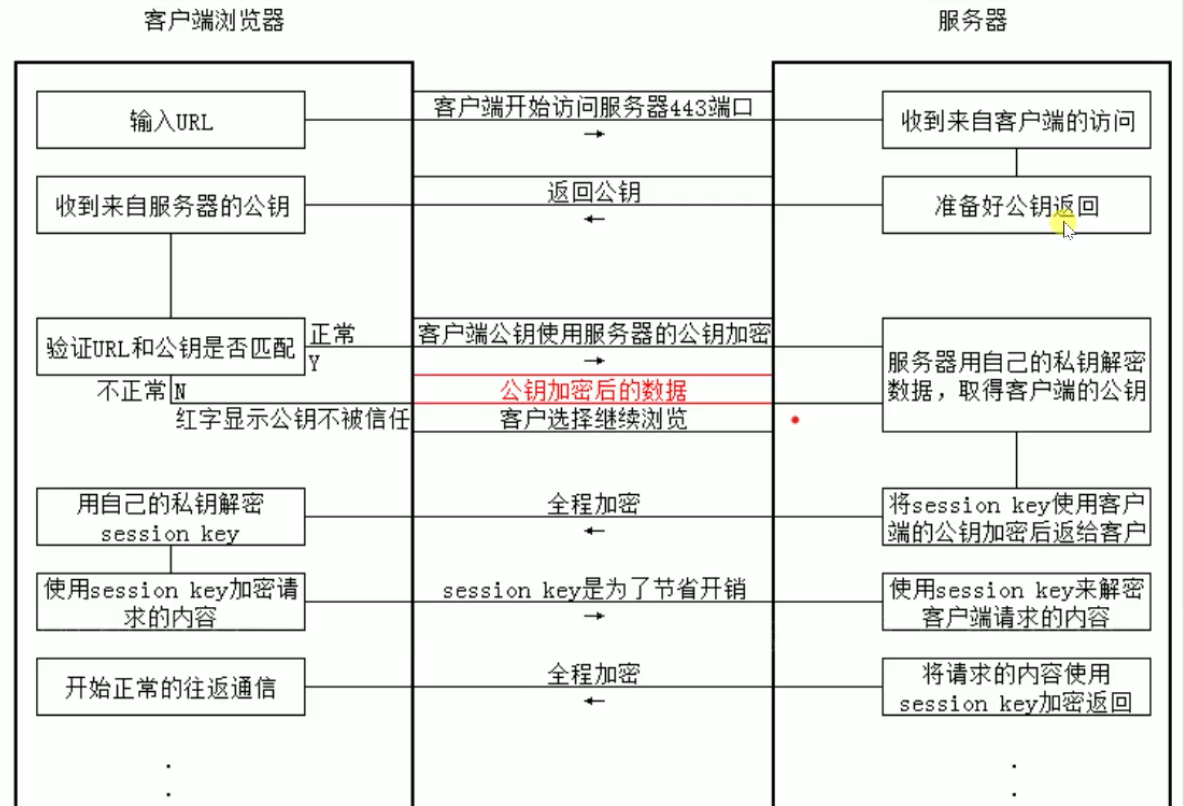 客户端浏览器
服务器
输入URL
客户端开始访问服务器443端口
收到来自客户端的访问
收到来自服务器的公钥
返回公钥
准备好公钥返回
验证URL和公钥是否匹配
正常
Y
客户端公钥使用服务器的公钥加密
服务器用自己的私钥解密
数据，取得客户端的公钥
不正常
N
公钥加密后的数据
红字显示公钥不被信任
客户选择继续浏览
用自己的私钥解密
session key
全程加密
将session key使用客户
端的公钥加密后返给客户
使用session key加密请
求的内容
session key是为了节省开销
使用session key来解密
客户端请求的内容
开始正常的往返通信
全程加密
将请求的内容使用
session key加密返回